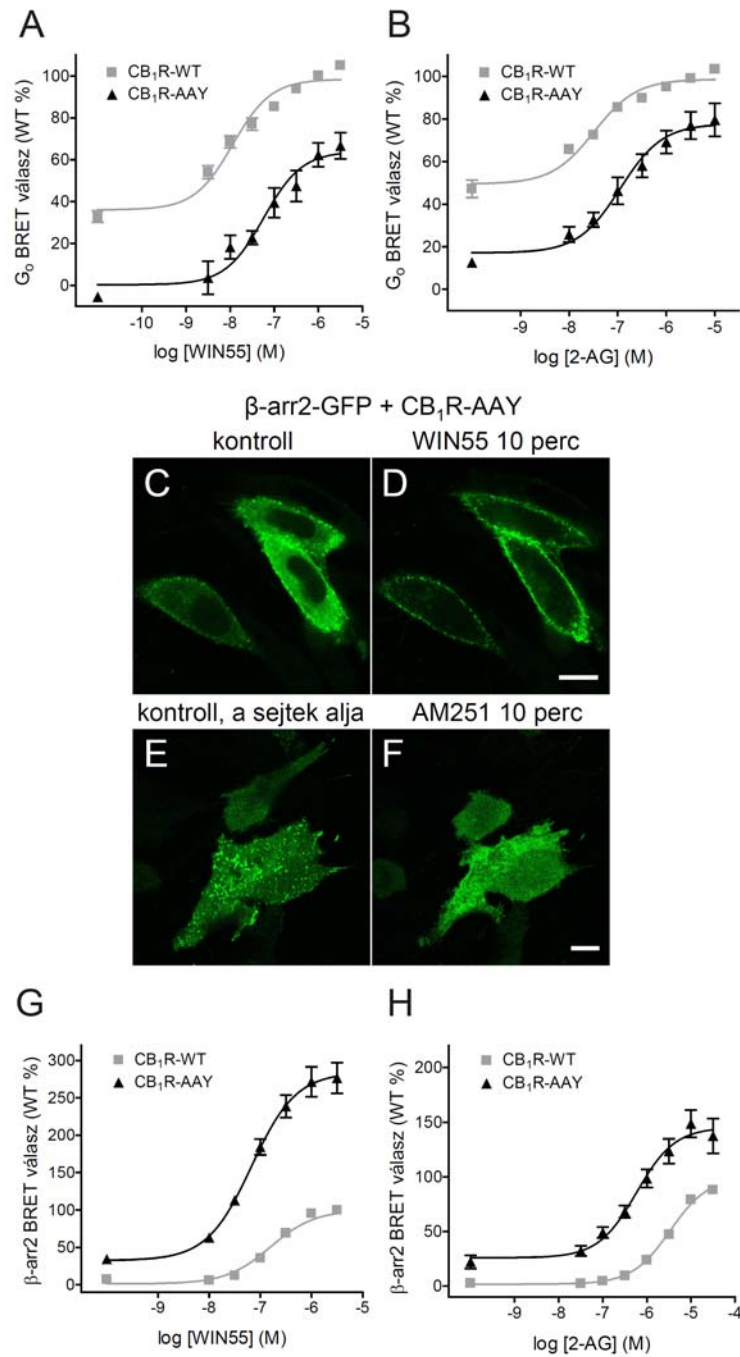 A
CB₁R-WT
CB₁R-AAY
Gₒ BRET válasz (WT %)
100
80
60
40
20
0
-10 -9 -8 -7 -6 -5
log [WIN55] (M)
B
CB₁R-WT
CB₁R-AAY
Gₒ BRET válasz (WT %)
100
80
60
40
20
0
-9 -8 -7 -6 -5
log [2-AG] (M)
β-arr2-GFP + CB₁R-AAY
kontroll
WIN55 10 perc
C
D
kontroll, a sejtek alja
AM251 10 perc
E
F
G
CB₁R-WT
CB₁R-AAY
β-arr2 BRET válasz (WT %)
300
250
200
150
100
50
0
-9 -8 -7 -6 -5
log [WIN55] (M)
H
CB₁R-WT
CB₁R-AAY
β-arr2 BRET válasz (WT %)
200
150
100
50
0
-9 -8 -7 -6 -5 -4
log [2-AG] (M)